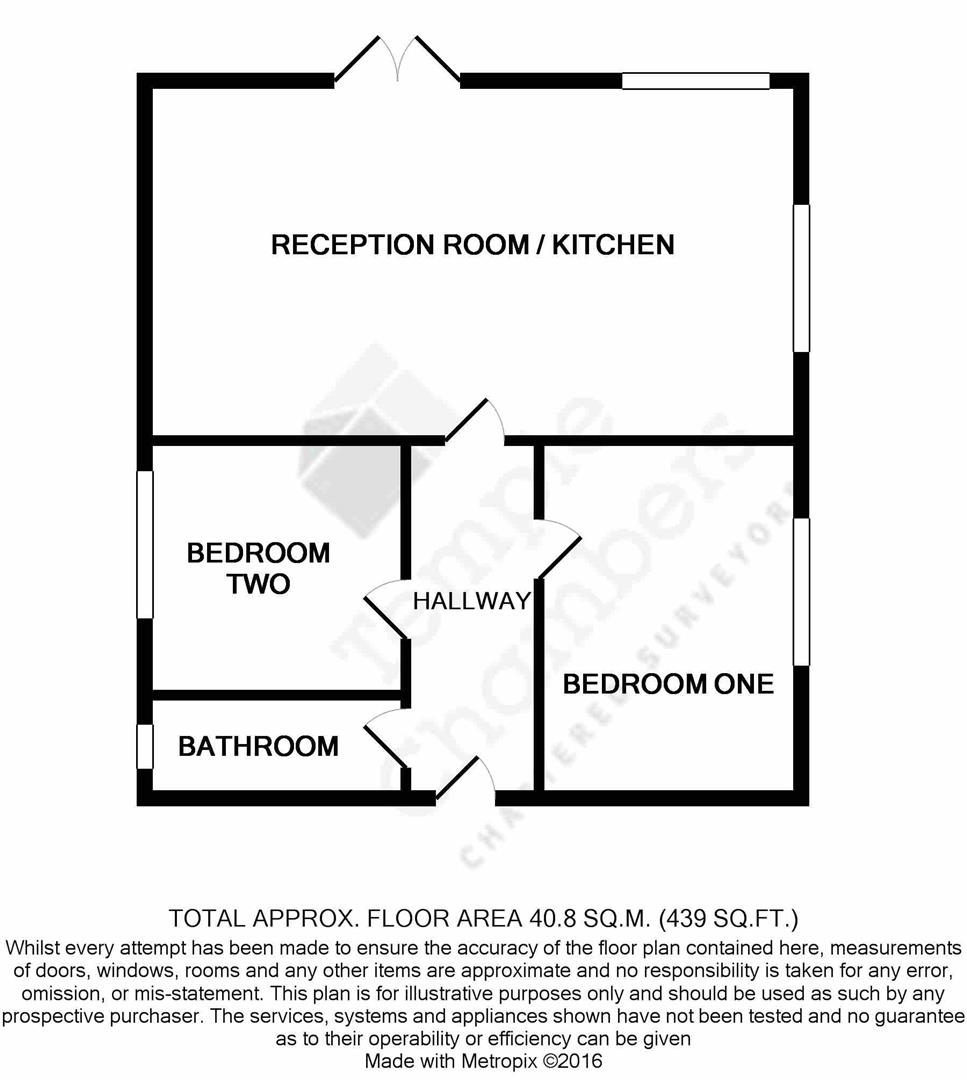 RECEPTION ROOM / KITCHEN
BEDROOM
TWO
HALLWAY
BEDROOM ONE
BATHROOM
Temple
Chambers
CHARTERED SURVEYORS
TOTAL APPROX. FLOOR AREA 40.8 SQ.M. (439 SQ.FT.)
Whilst every attempt has been made to ensure the accuracy of the floor plan contained here, measurements
of doors, windows, rooms and any other items are approximate and no responsibility is taken for any error,
omission, or mis-statement. This plan is for illustrative purposes only and should be used as such by any
prospective purchaser. The services, systems and appliances shown have not been tested and no guarantee
as to their operability or efficiency can be given
Made with Metropix ©2016